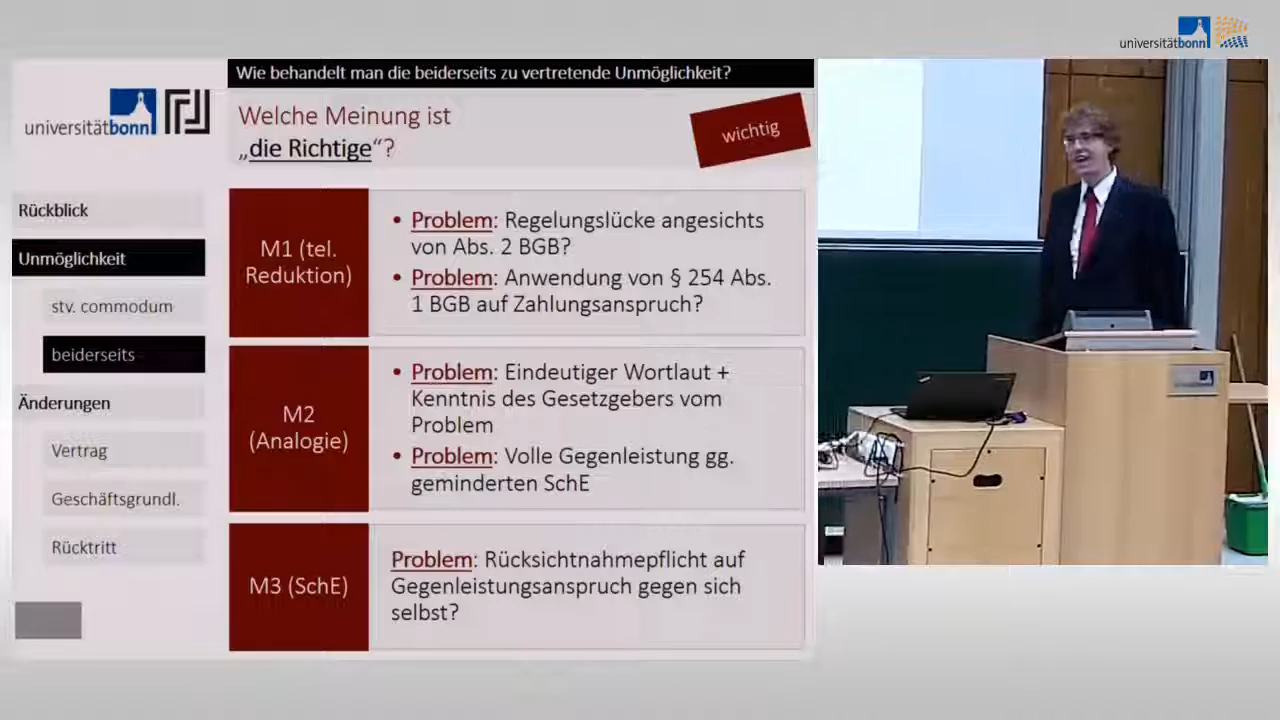 universitätbonn
Wie behandelt man die beiderseits zu vertretende Unmöglichkeit?
universitätbonn
Welche Meinung ist
„die Richtige“?
wichtig
Rückblick
Unmöglichkeit
stv. commodum
beiderseits
Änderungen
Vertrag
Geschäftsgrundl.
Rücktritt
M1 (tel.
Reduktion)
• Problem: Regelungslücke angesichts
von Abs. 2 BGB?
• Problem: Anwendung von § 254 Abs.
1 BGB auf Zahlungsanspruch?
M2
(Analogie)
• Problem: Eindeutiger Wortlaut +
Kenntnis des Gesetzgebers vom
Problem
• Problem: Volle Gegenleistung gg.
geminderten SchE
M3 (SchE)
Problem: Rücksichtnahmepflicht auf
Gegenleistungsanspruch gegen sich
selbst?